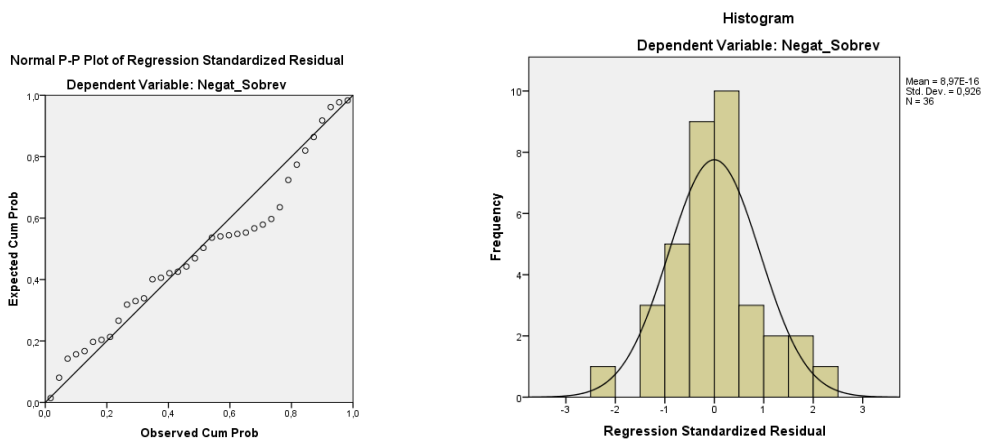 Normal P-P Plot of Regression Standardized Residual
Dependent Variable: Negat_Sobrev
1,0
0,8
0,6
0,4
0,2
0,0
Expected Cum Prob
0,0 0,2 0,4 0,6 0,8 1,0
Observed Cum Prob
Histogram
Dependent Variable: Negat_Sobrev
Mean = 8,97E-16
Std. Dev. = 0,926
N = 36
10
8
6
4
2
0
Frequency
-3 -2 -1 0 1 2 3
Regression Standardized Residual